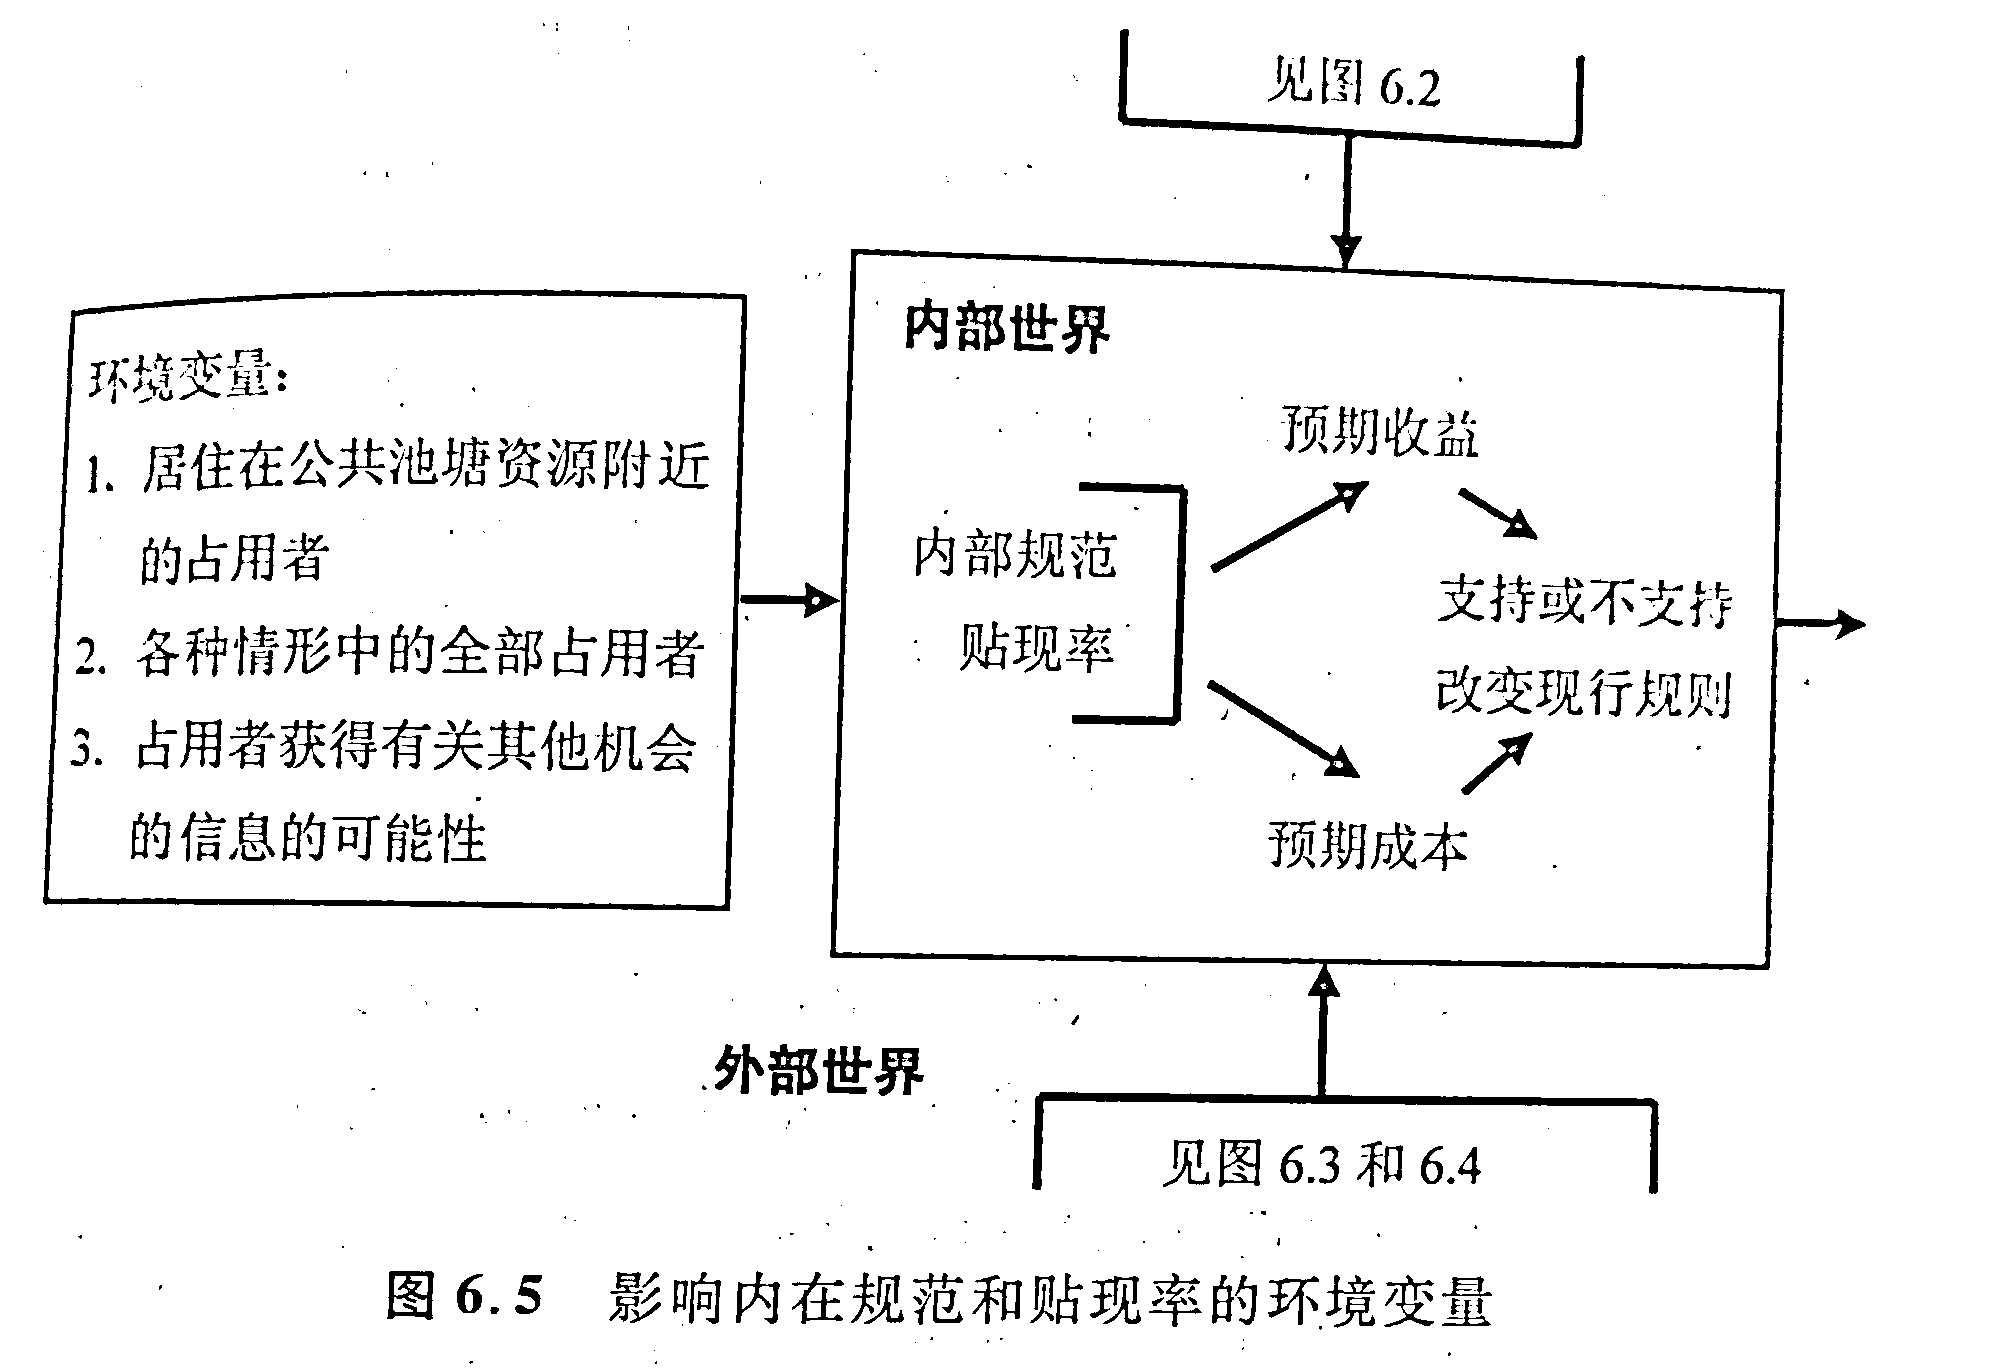 见图 6.2
内部世界
环境变量:
1. 居住在公共池塘资源附近
的占用者
2. 各种情形中的全部占用者
3. 占用者获得有关其他机会
的信息的可能性
预期收益
内部规范
贴现率
支持或不支持
改变现行规则
预期成本
外部世界
见图 6.3 和 6.4
图 6.5 影响内在规范和贴现率的环境变量